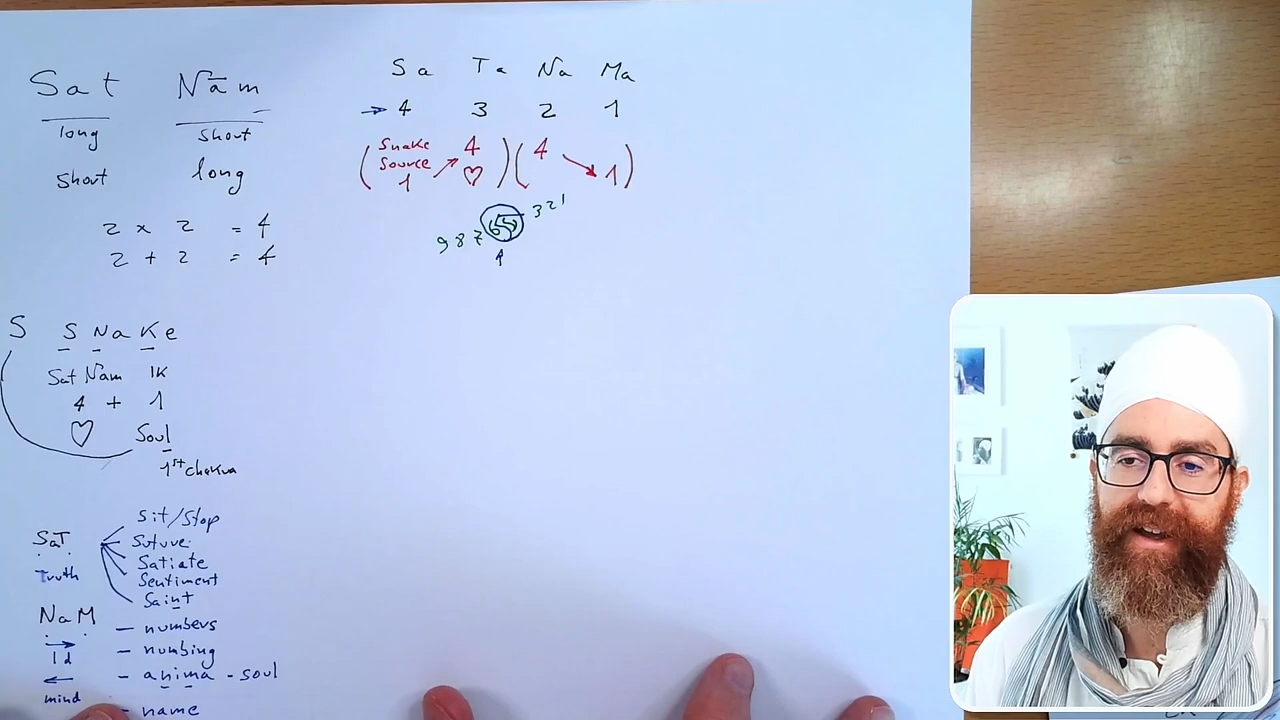 Sat Nām
long short
short long
2 x 2 = 4
2 + 2 = 4
S SNaKe
Sat Nam IK
4 + 1
Soul
1st chakra
SaT
Truth
Sit/Stop
Suture
Satiate
Sentiment
Saint
NaM
Id
mind
- numbers
- numbing
- anima - soul
- name
Sa Ta Na Ma
4 3 2 1
(Snake Source 1 4) (4 1)
9 8 7 6 5 3 2 1
4